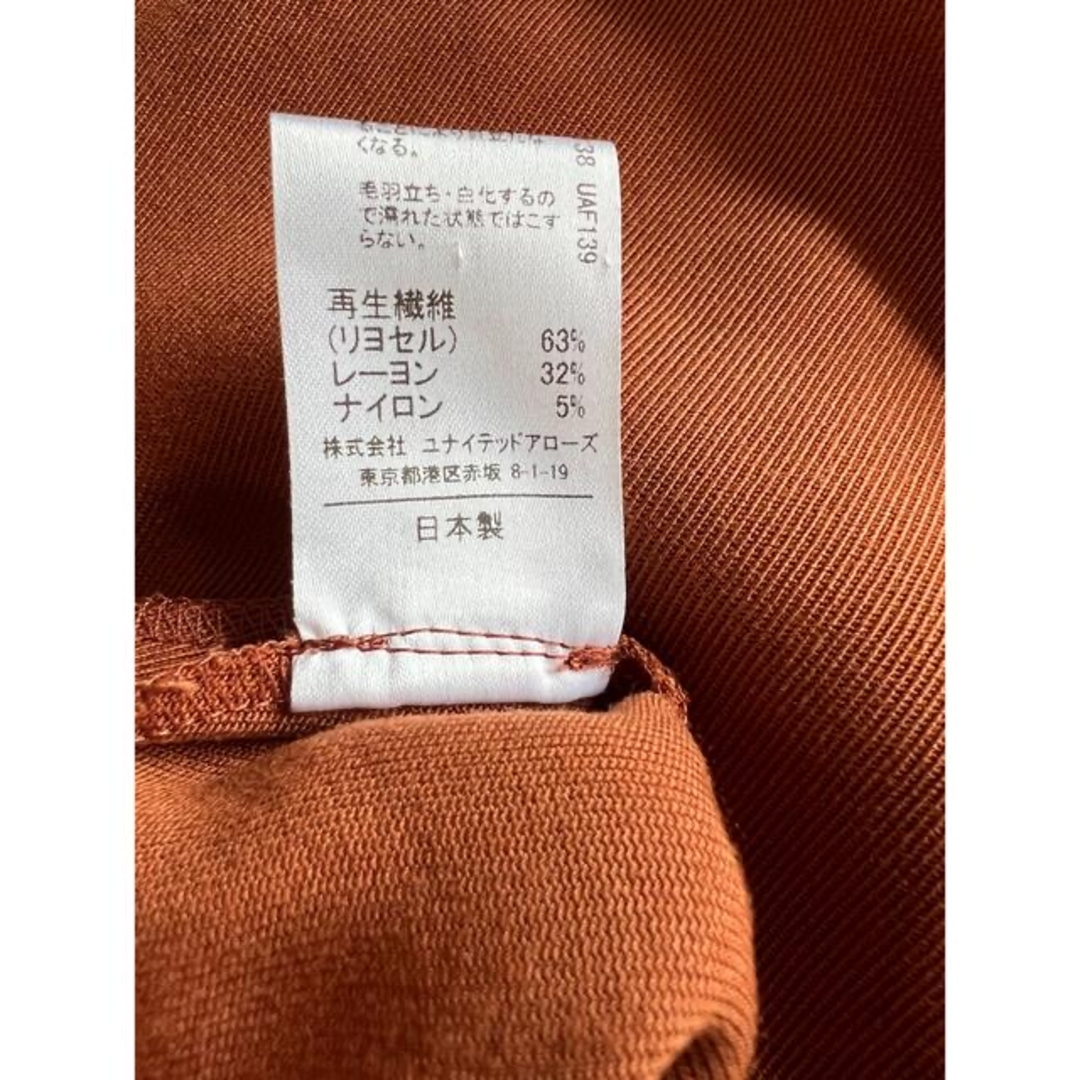 くなる。
毛羽立ち・白化するの
で濡れた状態ではこす
らない。
38 UAF139
再生繊維
(リヨセル) 63%
レーヨン 32%
ナイロン 5%
株式会社 ユナイテッドアローズ
東京都港区赤坂 8-1-19
日本製